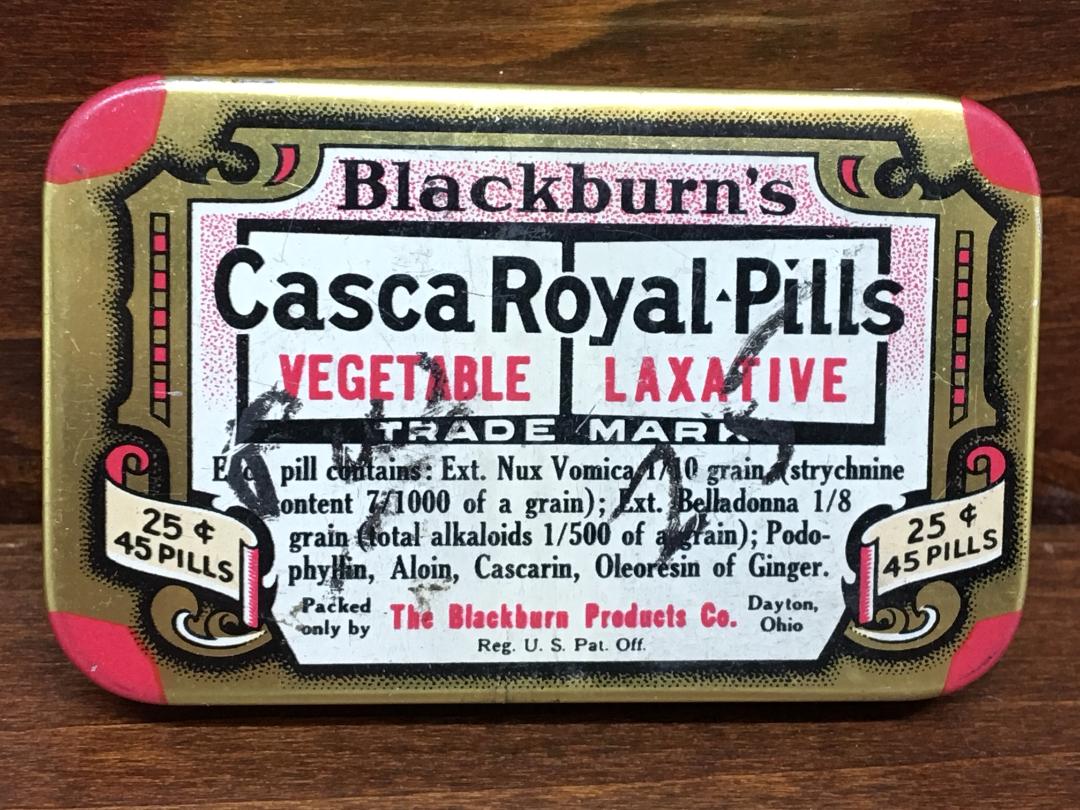 Blackburn's
Casca Royal-Pills
VEGETABLE LAXATIVE
TRADE MARK
pill contains: Ext. Nux Vomica 1/10 grain (strychnine
content 7/1000 of a grain); Ext. Belladonna 1/8
grain (total alkaloids 1/500 of a grain); Podo-
phyllin, Aloin, Cascarin, Oleoresin of Ginger.
25 ¢
45 PILLS
25 ¢
45 PILLS
Packed
only by
The Blackburn Products Co.
Dayton,
Ohio
Reg. U. S. Pat. Off.